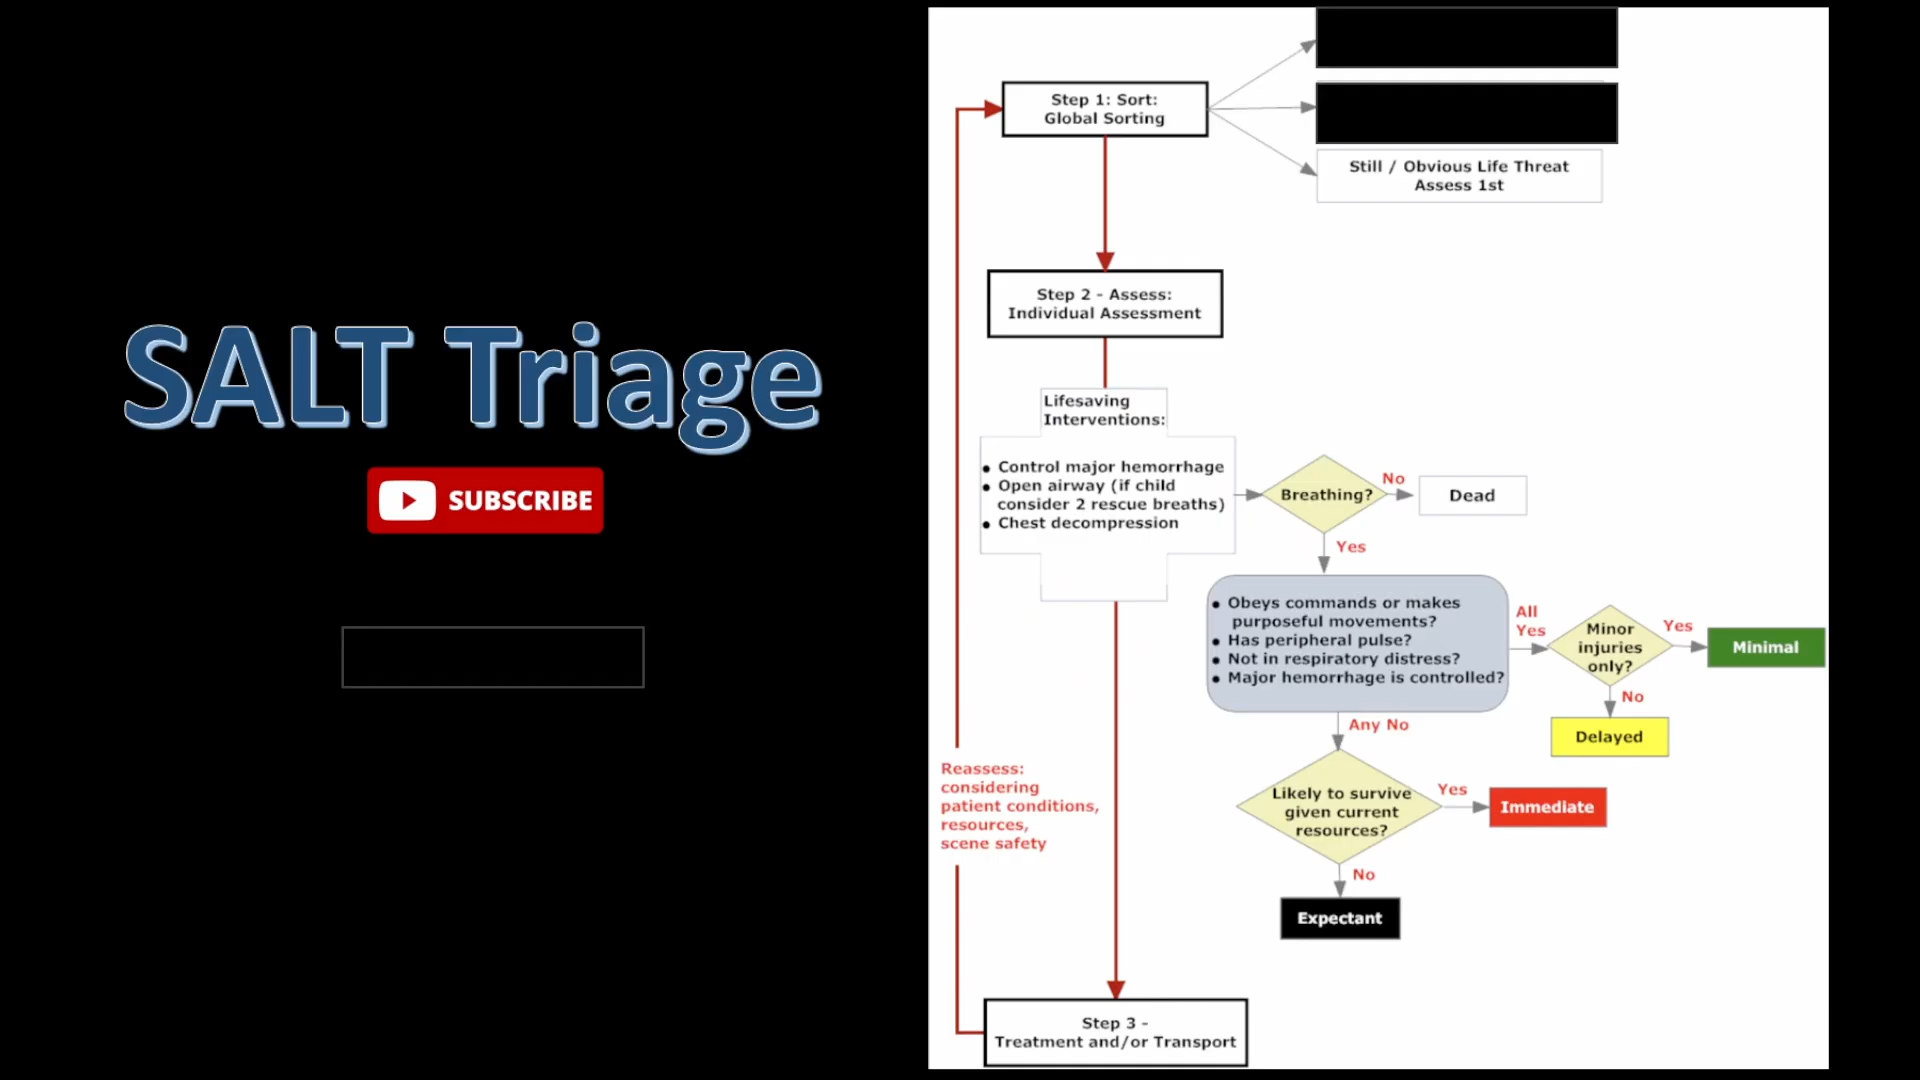 SALT Triage
SUBSCRIBE
Step 1: Sort:
Global Sorting
Still / Obvious Life Threat
Assess 1st
Step 2 - Assess:
Individual Assessment
Lifesaving
Interventions:
• Control major hemorrhage
• Open airway (if child
consider 2 rescue breaths)
• Chest decompression
Breathing?
No
Dead
Yes
• Obeys commands or makes
purposeful movements?
• Has peripheral pulse?
• Not in respiratory distress?
• Major hemorrhage is controlled?
All
Yes
Minor
injuries
only?
Yes
Minimal
No
Delayed
Any No
Likely to survive
given current
resources?
Yes
Immediate
No
Expectant
Reassess:
considering
patient conditions,
resources,
scene safety
Step 3 -
Treatment and/or Transport